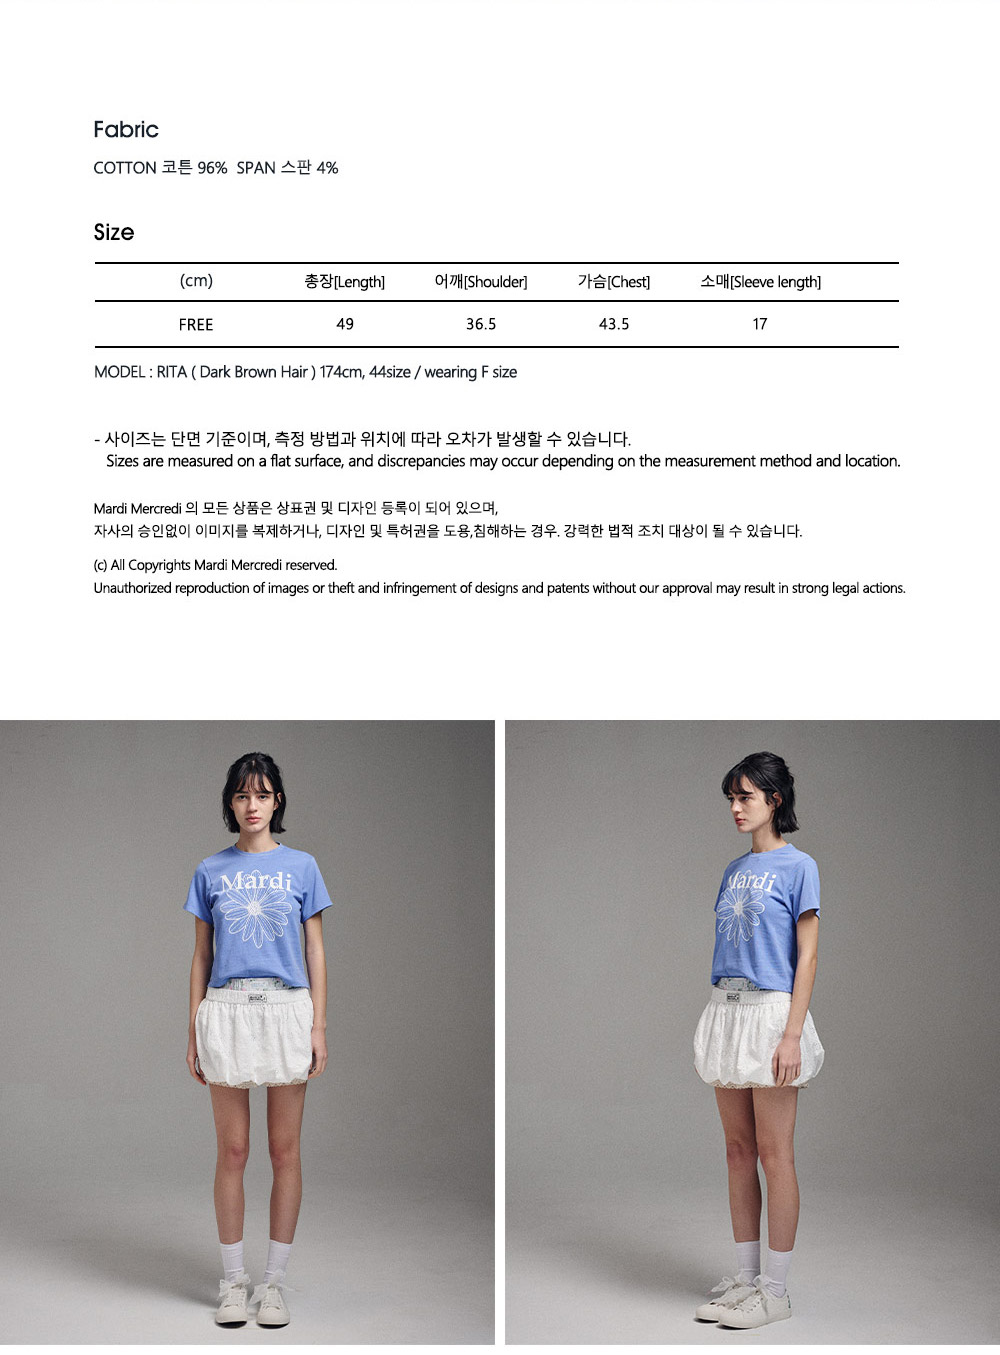 Fabric
COTTON 코튼 96% SPAN 스판 4%
Size
(cm) 총장[Length] 어깨[Shoulder] 가슴[Chest] 소매[Sleeve length]
FREE 49 36.5 43.5 17
MODEL : RITA ( Dark Brown Hair ) 174cm, 44size / wearing F size
- 사이즈는 단면 기준이며, 측정 방법과 위치에 따라 오차가 발생할 수 있습니다.
Sizes are measured on a flat surface, and discrepancies may occur depending on the measurement method and location.
Mardi Mercredi 의 모든 상품은 상표권 및 디자인 등록이 되어 있으며,
자사의 승인없이 이미지를 복제하거나, 디자인 및 특허권을 도용,침해하는 경우. 강력한 법적 조치 대상이 될 수 있습니다.
(c) All Copyrights Mardi Mercredi reserved.
Unauthorized reproduction of images or theft and infringement of designs and patents without our approval may result in strong legal actions.
Mardi
Mardi